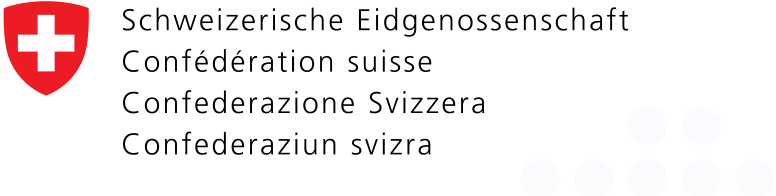 Schweizerische Eidgenossenschaft
Confédération suisse
Confederazione Svizzera
Confederaziun svizra